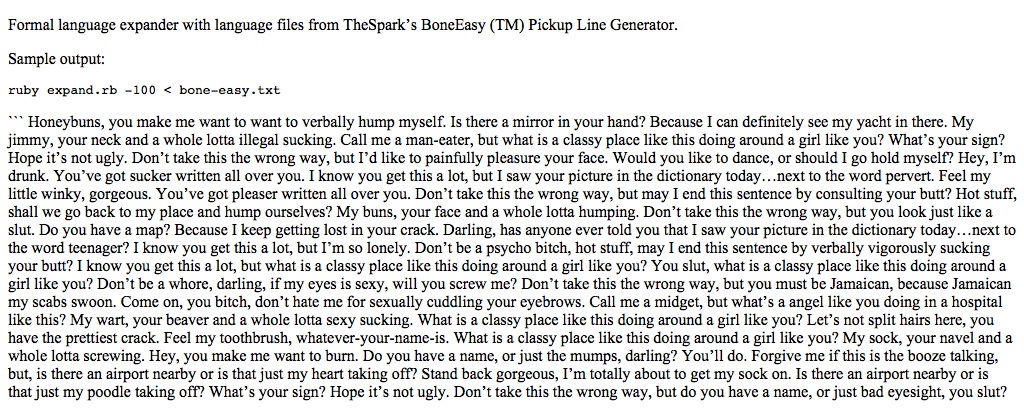 Formal language expander with language files from TheSpark’s BoneEasy (TM) Pickup Line Generator.
Sample output:
ruby expand.rb -100 < bone-easy.txt
``` Honeybuns, you make me want to want to verbally hump myself. Is there a mirror in your hand? Because I can definitely see my yacht in there. My
jimmy, your neck and a whole lotta illegal sucking. Call me a man-eater, but what is a classy place like this doing around a girl like you? What’s your sign?
Hope it’s not ugly. Don’t take this the wrong way, but I’d like to painfully pleasure your face. Would you like to dance, or should I go hold myself? Hey, I’m
drunk. You’ve got sucker written all over you. I know you get this a lot, but I saw your picture in the dictionary today…next to the word pervert. Feel my
little winky, gorgeous. You’ve got pleaser written all over you. Don’t take this the wrong way, but may I end this sentence by consulting your butt? Hot stuff,
shall we go back to my place and hump ourselves? My buns, your face and a whole lotta humping. Don’t take this the wrong way, but you look just like a
slut. Do you have a map? Because I keep getting lost in your crack. Darling, has anyone ever told you that I saw your picture in the dictionary today…next to
the word teenager? I know you get this a lot, but I’m so lonely. Don’t be a psycho bitch, hot stuff, may I end this sentence by verbally vigorously sucking
your butt? I know you get this a lot, but what is a classy place like this doing around a girl like you? You slut, what is a classy place like this doing around a
girl like you? Don’t be a whore, darling, if my eyes is sexy, will you screw me? Don’t take this the wrong way, but you must be Jamaican, because Jamaican
my scabs swoon. Come on, you bitch, don’t hate me for sexually cuddling your eyebrows. Call me a midget, but what’s a angel like you doing in a hospital
like this? My wart, your beaver and a whole lotta sexy sucking. What is a classy place like this doing around a girl like you? Let’s not split hairs here, you
have the prettiest crack. Feel my toothbrush, whatever-your-name-is. What is a classy place like this doing around a girl like you? My sock, your navel and a
whole lotta screwing. Hey, you make me want to burn. Do you have a name, or just the mumps, darling? You’ll do. Forgive me if this is the booze talking,
but, is there an airport nearby or is that just my heart taking off? Stand back gorgeous, I’m totally about to get my sock on. Is there an airport nearby or is
that just my poodle taking off? What’s your sign? Hope it’s not ugly. Don’t take this the wrong way, but do you have a name, or just bad eyesight, you slut?